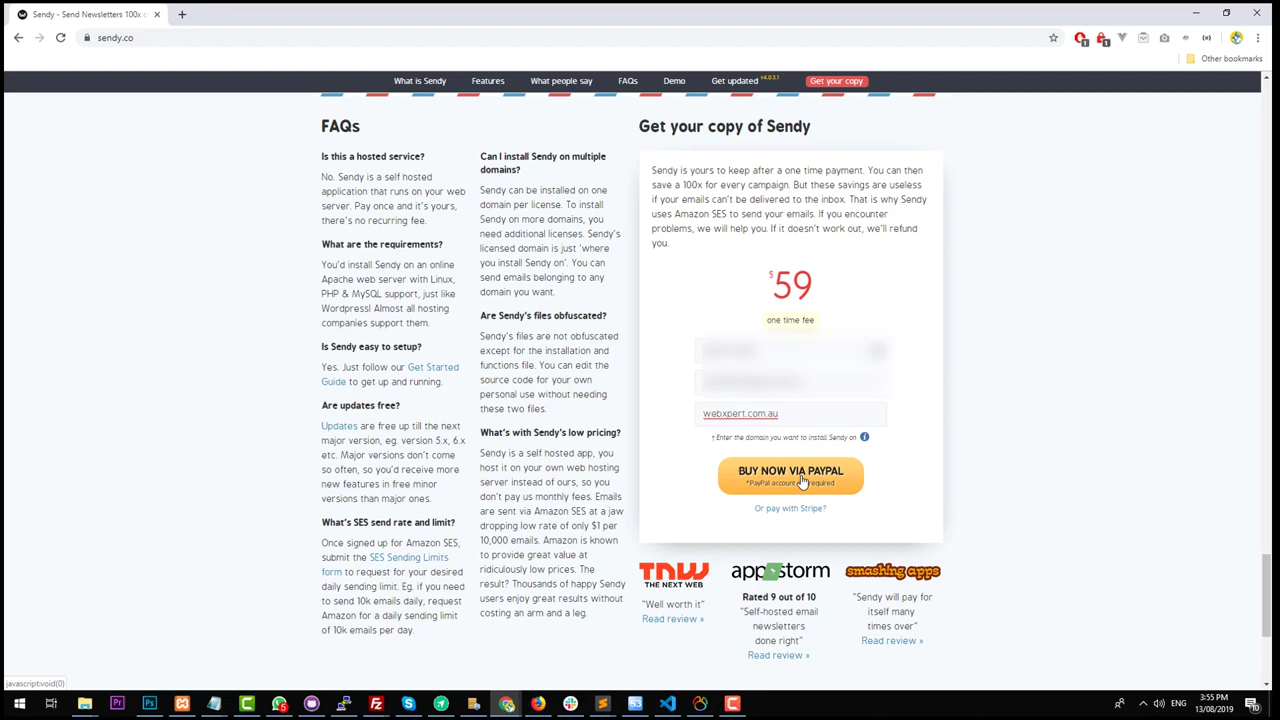 Sendy - Send Newsletters 100x c
sendy.co
Other bookmarks
What is Sendy
Features
What people say
FAQs
Demo
Get updated v4.0.3.1
Get your copy
FAQs
Is this a hosted service?
No. Sendy is a self hosted
application that runs on your web
server. Pay once and it's yours,
there's no recurring fee.
What are the requirements?
You'd install Sendy on an online
Apache web server with Linux,
PHP & MySQL support, just like
Wordpress! Almost all hosting
companies support them.
Is Sendy easy to setup?
Yes. Just follow our Get Started
Guide to get up and running.
Are updates free?
Updates are free up till the next
major version, eg. version 5.x, 6.x
etc. Major versions don't come
so often, so you'd receive more
new features in free minor
versions than major ones.
What's SES send rate and limit?
Once signed up for Amazon SES,
submit the SES Sending Limits
form to request for your desired
daily sending limit. Eg. if you need
to send 10k emails daily, request
Amazon for a daily sending limit
of 10k emails per day.
Can I install Sendy on multiple
domains?
Sendy can be installed on one
domain per license. To install
Sendy on more domains, you
need additional licenses. Sendy's
licensed domain is just 'where
you install Sendy on'. You can
send emails belonging to any
domain you want.
Are Sendy's files obfuscated?
Sendy's files are not obfuscated
except for the installation and
functions file. You can edit the
source code for your own
personal use without needing
these two files.
What's with Sendy's low pricing?
Sendy is a self hosted app, you
host it on your own web hosting
server instead of ours, so you
don't pay us monthly fees. Emails
are sent via Amazon SES at a jaw
dropping low rate of only $1 per
10,000 emails. Amazon is known
to provide great value at
ridiculously low prices. The
result? Thousands of happy Sendy
users enjoy great results without
costing an arm and a leg.
Get your copy of Sendy
Sendy is yours to keep after a one time payment. You can then
save a 100x for every campaign. But these savings are useless
if your emails can't be delivered to the inbox. That is why Sendy
uses Amazon SES to send your emails. If you encounter
problems, we will help you. If it doesn't work out, we'll refund
you.
$59
one time fee
webxpert.com.au
↑ Enter the domain you want to install Sendy on
BUY NOW VIA PAYPAL
*PayPal account required
Or pay with Stripe?
TNW
THE NEXT WEB
"Well worth it"
Read review »
appstorm
Rated 9 out of 10
"Self-hosted email
newsletters
done right"
Read review »
smashing apps
"Sendy will pay for
itself many
times over"
Read review »
javascript:void(0)
ENG
3:55 PM
13/08/2019